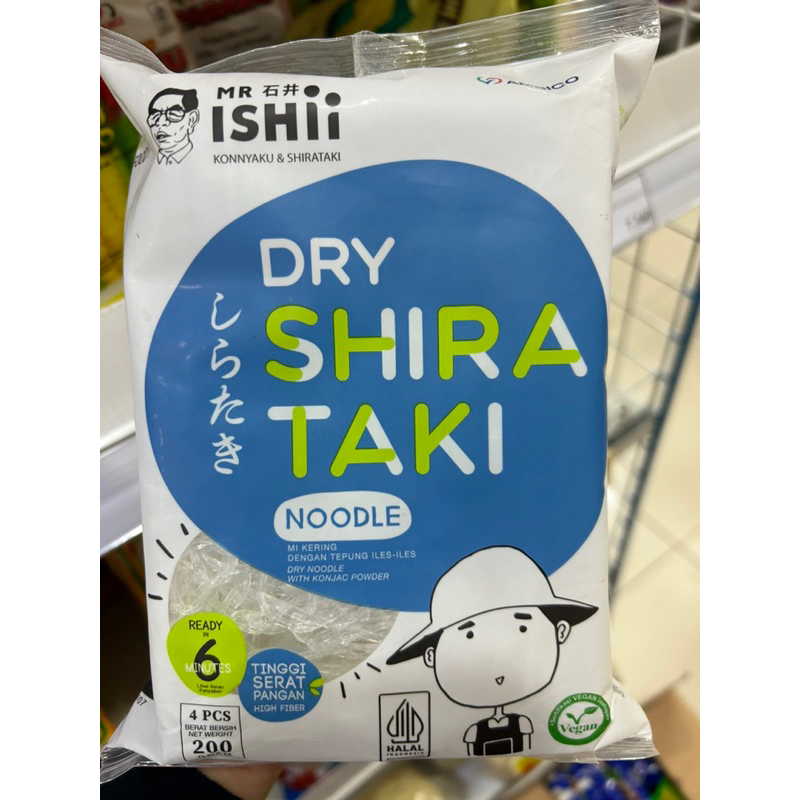 MR 石井
ISHii
KONNYAKU & SHIRATAKI
DRY
SHIRA
TAKI
しらたき
NOODLE
MI KERING
DENGAN TEPUNG ILES-ILES
DRY NOODLE
WITH KONJAC POWDER
READY
IN
6
MINUTES
TINGGI
SERAT
PANGAN
HIGH FIBER
4 PCS
BERAT BERSIH
NET WEIGHT
200
HALAL
INDONESIA
Vegan